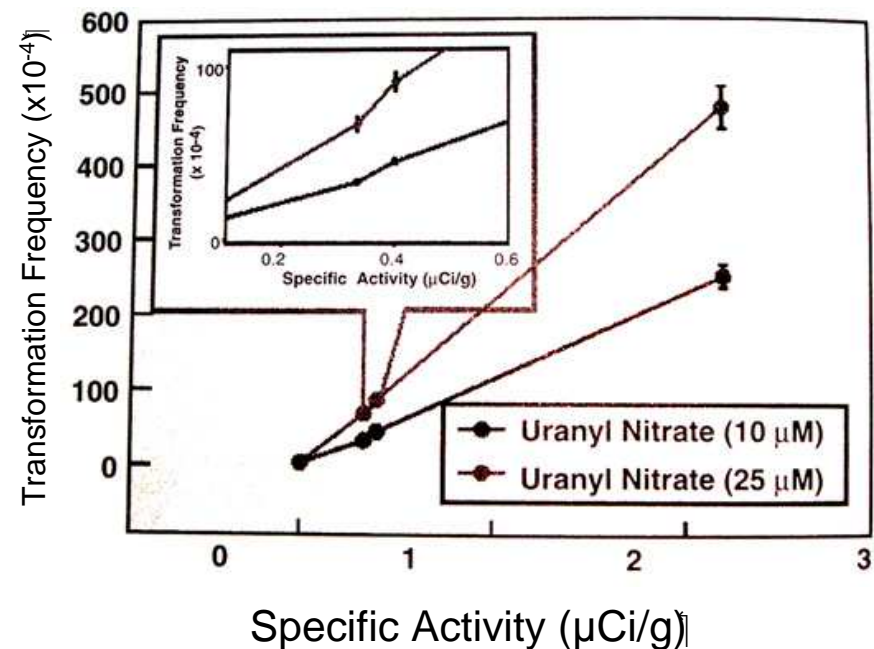 600
500
400
300
200
100
0
Transformation Frequency (x10-4)¶
Transformation Frequency
(x 10-4)
100
0
0.2 0.4 0.6
Specific Activity (μCi/g)
Uranyl Nitrate (10 μM)
Uranyl Nitrate (25 μM)
0 1 2 3
Specific Activity (μCi/g)¶